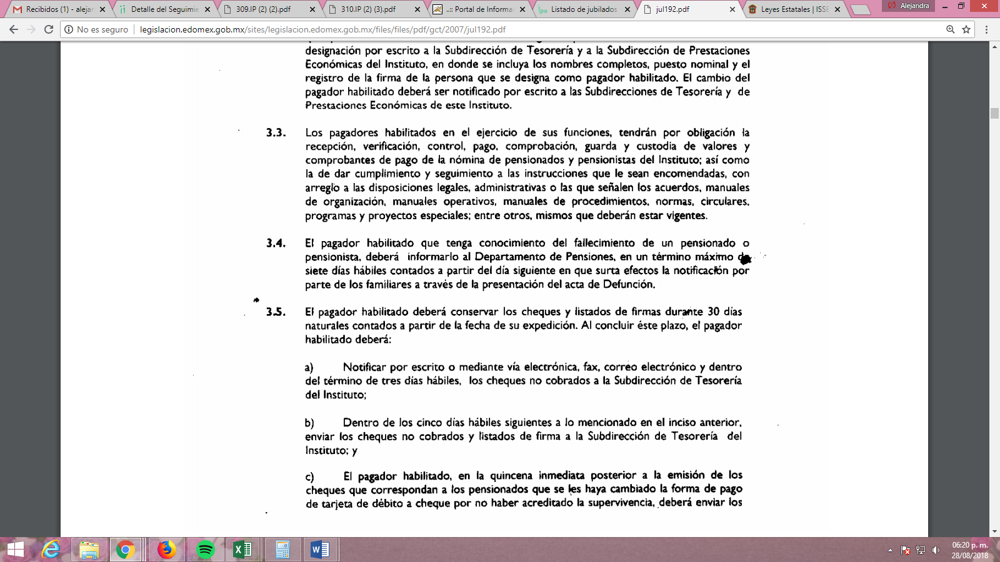 Recibidos (1) - alejan
Detalle del Seguimie
309.IP (2) (2).pdf
310.IP (2) (3).pdf
..:: Portal de Informac
Listado de jubilados
jul192.pdf
Leyes Estatales | ISSE
Alejandra
No es seguro
legislacion.edomex.gob.mx/sites/legislacion.edomex.gob.mx/files/files/pdf/gct/2007/jul192.pdf
designación por escrito a la Subdirección de Tesorería y a la Subdirección de Prestaciones
Económicas del Instituto, en donde se incluya los nombres completos, puesto nominal y el
registro de la firma de la persona que se designa como pagador habilitado. El cambio del
pagador habilitado deberá ser notificado por escrito a las Subdirecciones de Tesorería y de
Prestaciones Económicas de este Instituto.
3.3. Los pagadores habilitados en el ejercicio de sus funciones, tendrán por obligación la
recepción, verificación, control, pago, comprobación, guarda y custodia de valores y
comprobantes de pago de la nómina de pensionados y pensionistas del Instituto; así como
la de dar cumplimiento y seguimiento a las instrucciones que le sean encomendadas, con
arreglo a las disposiciones legales, administrativas o las que señalen los acuerdos, manuales
de organización, manuales operativos, manuales de procedimientos, normas, circulares,
programas y proyectos especiales; entre otros, mismos que deberán estar vigentes.
3.4. El pagador habilitado que tenga conocimiento del fallecimiento de un pensionado o
pensionista, deberá informarlo al Departamento de Pensiones, en un término máximo de
siete días hábiles contados a partir del día siguiente en que surta efectos la notificación por
parte de los familiares a través de la presentación del acta de Defunción.
3.5. El pagador habilitado deberá conservar los cheques y listados de firmas durante 30 días
naturales contados a partir de la fecha de su expedición. Al concluir éste plazo, el pagador
habilitado deberá:
a) Notificar por escrito o mediante vía electrónica, fax, correo electrónico y dentro
del término de tres días hábiles, los cheques no cobrados a la Subdirección de Tesorería
del Instituto;
b) Dentro de los cinco días hábiles siguientes a lo mencionado en el inciso anterior,
enviar los cheques no cobrados y listados de firma a la Subdirección de Tesorería del
Instituto; y
c) El pagador habilitado, en la quincena inmediata posterior a la emisión de los
cheques que correspondan a los pensionados que se les haya cambiado la forma de pago
de tarjeta de débito a cheque por no haber acreditado la supervivencia, deberá enviar los
06:20 p. m.
28/08/2018